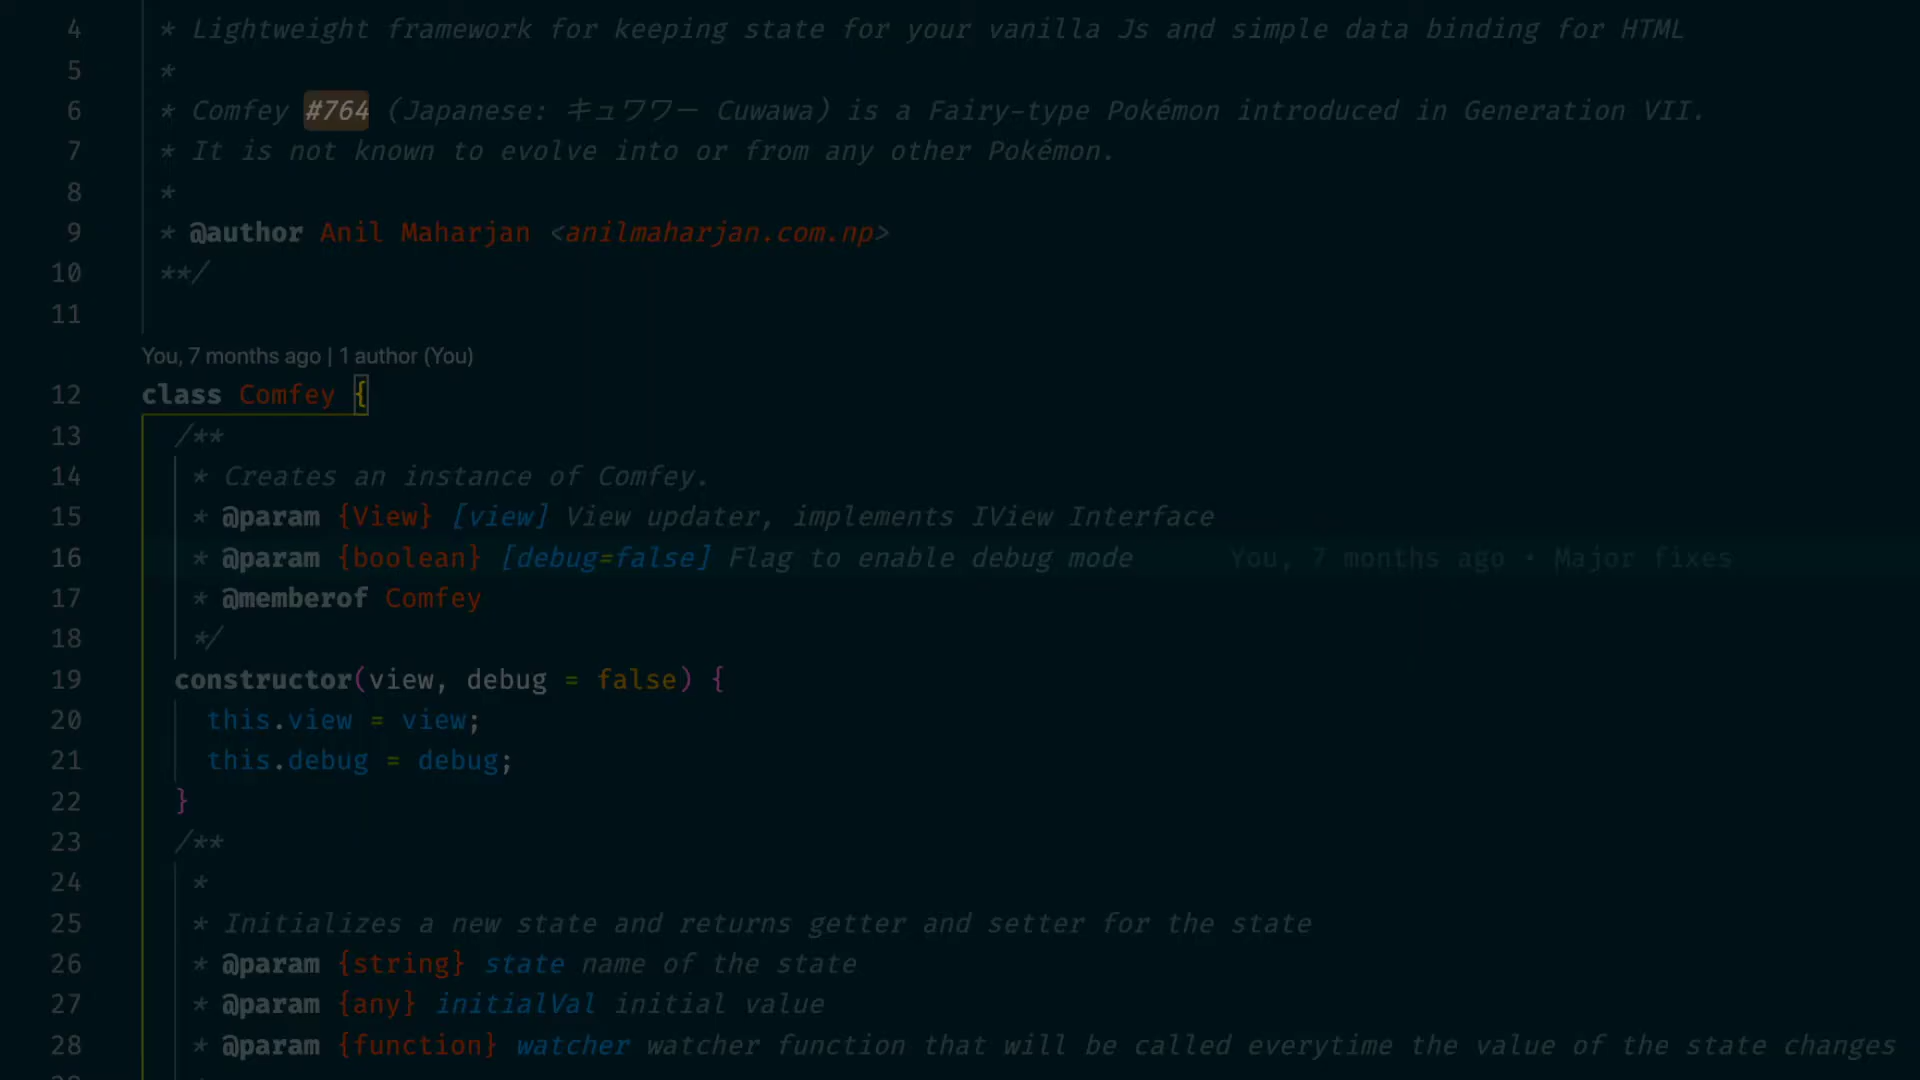 4 * Lightweight framework for keeping state for your vanilla Js and simple data binding for HTML
5 *
6 * Comfey #764 (Japanese: キュワワー Cuwawa) is a Fairy-type Pokémon introduced in Generation VII.
7 * It is not known to evolve into or from any other Pokémon.
8 *
9 * @author Anil Maharjan <anilmaharjan.com.np>
10 **/
11
You, 7 months ago | 1 author (You)
12 class Comfey {
13 /**
14 * Creates an instance of Comfey.
15 * @param {View} [view] View updater, implements IView Interface
16 * @param {boolean} [debug=false] Flag to enable debug mode You, 7 months ago • Major fixes
17 * @memberof Comfey
18 */
19 constructor(view, debug = false) {
20 this.view = view;
21 this.debug = debug;
22 }
23 /**
24 *
25 * Initializes a new state and returns getter and setter for the state
26 * @param {string} state name of the state
27 * @param {any} initialVal initial value
28 * @param {function} watcher watcher function that will be called everytime the value of the state changes